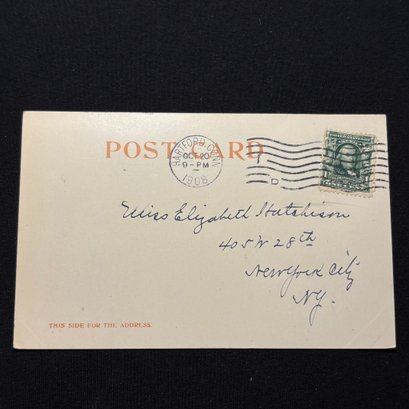 POST CARD
HARTFORD, CONN.
OCT 20
9-PM
1908
D
Miss Elizabeth Hutchison
405 W 28th
New York City
N.Y.
THIS SIDE FOR THE ADDRESS.